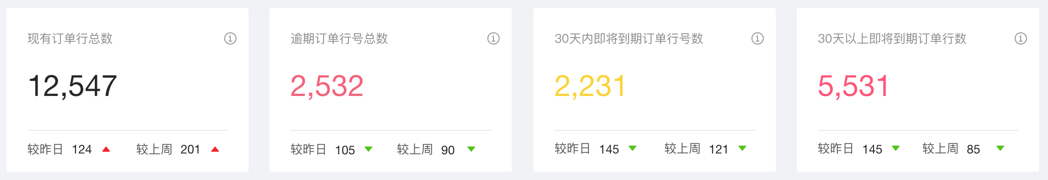 现有订单行总数
12,547
较昨日 124 较上周 201
逾期订单行号总数
2,532
较昨日 105 较上周 90
30天内即将到期订单行号数
2,231
较昨日 145 较上周 121
30天以上即将到期订单行数
5,531
较昨日 145 较上周 85